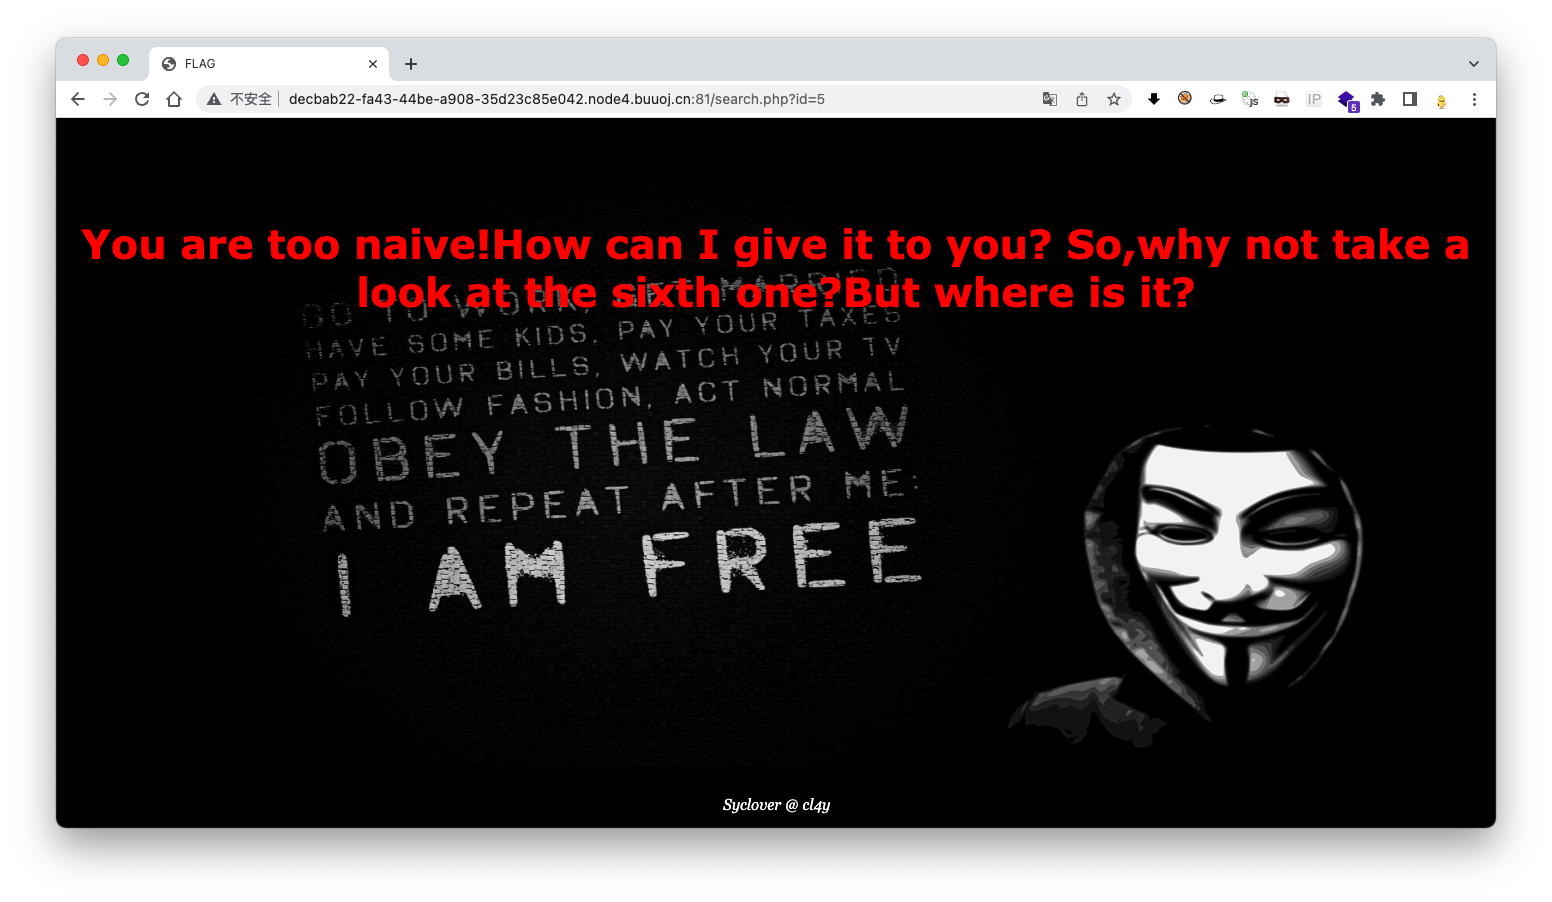 FLAG
不安全 decbab22-fa43-44be-a908-35d23c85e042.node4.buuoj.cn:81/search.php?id=5
JS
IP
5
You are too naive!How can I give it to you? So,why not take a
look at the sixth one?But where is it?
GO TO WORK, GET MARRIED
HAVE SOME KIDS, PAY YOUR TAXES
PAY YOUR BILLS, WATCH YOUR TV
FOLLOW FASHION, ACT NORMAL
OBEY THE LAW
AND REPEAT AFTER ME:
I AM FREE
Syclover @ cl4y